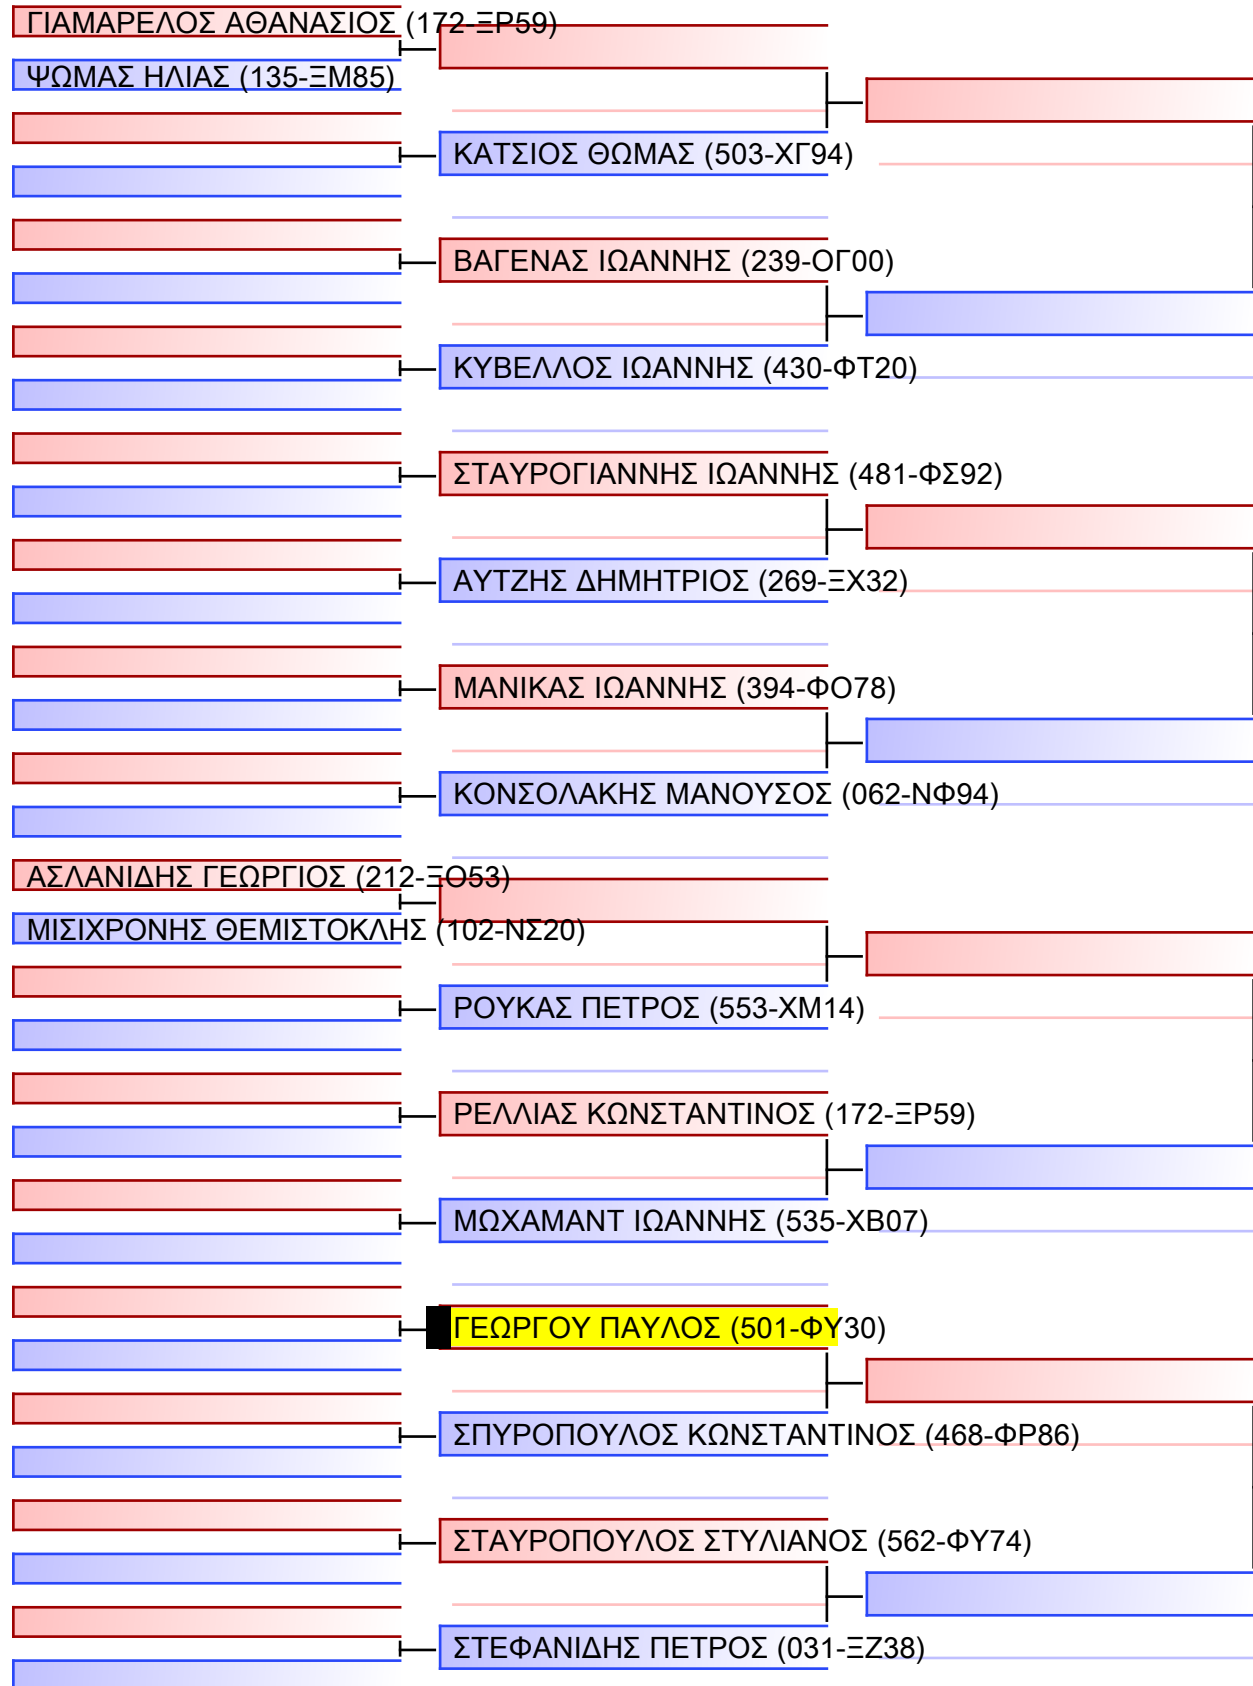 ΓΙΑΜΑΡΕΛΟΣ ΑΘΑΝΑΣΙΟΣ (172-ΞΡ59)
ΨΩΜΑΣ ΗΛΙΑΣ (135-ΞΜ85)
ΚΑΤΣΙΟΣ ΘΩΜΑΣ (503-ΧΓ94)
ΒΑΓΕΝΑΣ ΙΩΑΝΝΗΣ (239-ΟΓ00)
ΚΥΒΕΛΛΟΣ ΙΩΑΝΝΗΣ (430-ΦΤ20)
ΣΤΑΥΡΟΓΙΑΝΝΗΣ ΙΩΑΝΝΗΣ (481-ΦΣ92)
ΑΥΤΖΗΣ ΔΗΜΗΤΡΙΟΣ (269-ΞΧ32)
ΜΑΝΙΚΑΣ ΙΩΑΝΝΗΣ (394-ΦΟ78)
ΚΟΝΣΟΛΑΚΗΣ ΜΑΝΟΥΣΟΣ (062-ΝΦ94)
ΑΣΛΑΝΙΔΗΣ ΓΕΩΡΓΙΟΣ (212-ΞΟ53)
ΜΙΣΙΧΡΟΝΗΣ ΘΕΜΙΣΤΟΚΛΗΣ (102-ΝΣ20)
ΡΟΥΚΑΣ ΠΕΤΡΟΣ (553-ΧΜ14)
ΡΕΛΛΙΑΣ ΚΩΝΣΤΑΝΤΙΝΟΣ (172-ΞΡ59)
ΜΩΧΑΜΑΝΤ ΙΩΑΝΝΗΣ (535-ΧΒ07)
ΓΕΩΡΓΟΥ ΠΑΥΛΟΣ (501-ΦΥ30)
ΣΠΥΡΟΠΟΥΛΟΣ ΚΩΝΣΤΑΝΤΙΝΟΣ (468-ΦΡ86)
ΣΤΑΥΡΟΠΟΥΛΟΣ ΣΤΥΛΙΑΝΟΣ (562-ΦΥ74)
ΣΤΕΦΑΝΙΔΗΣ ΠΕΤΡΟΣ (031-ΞΖ38)